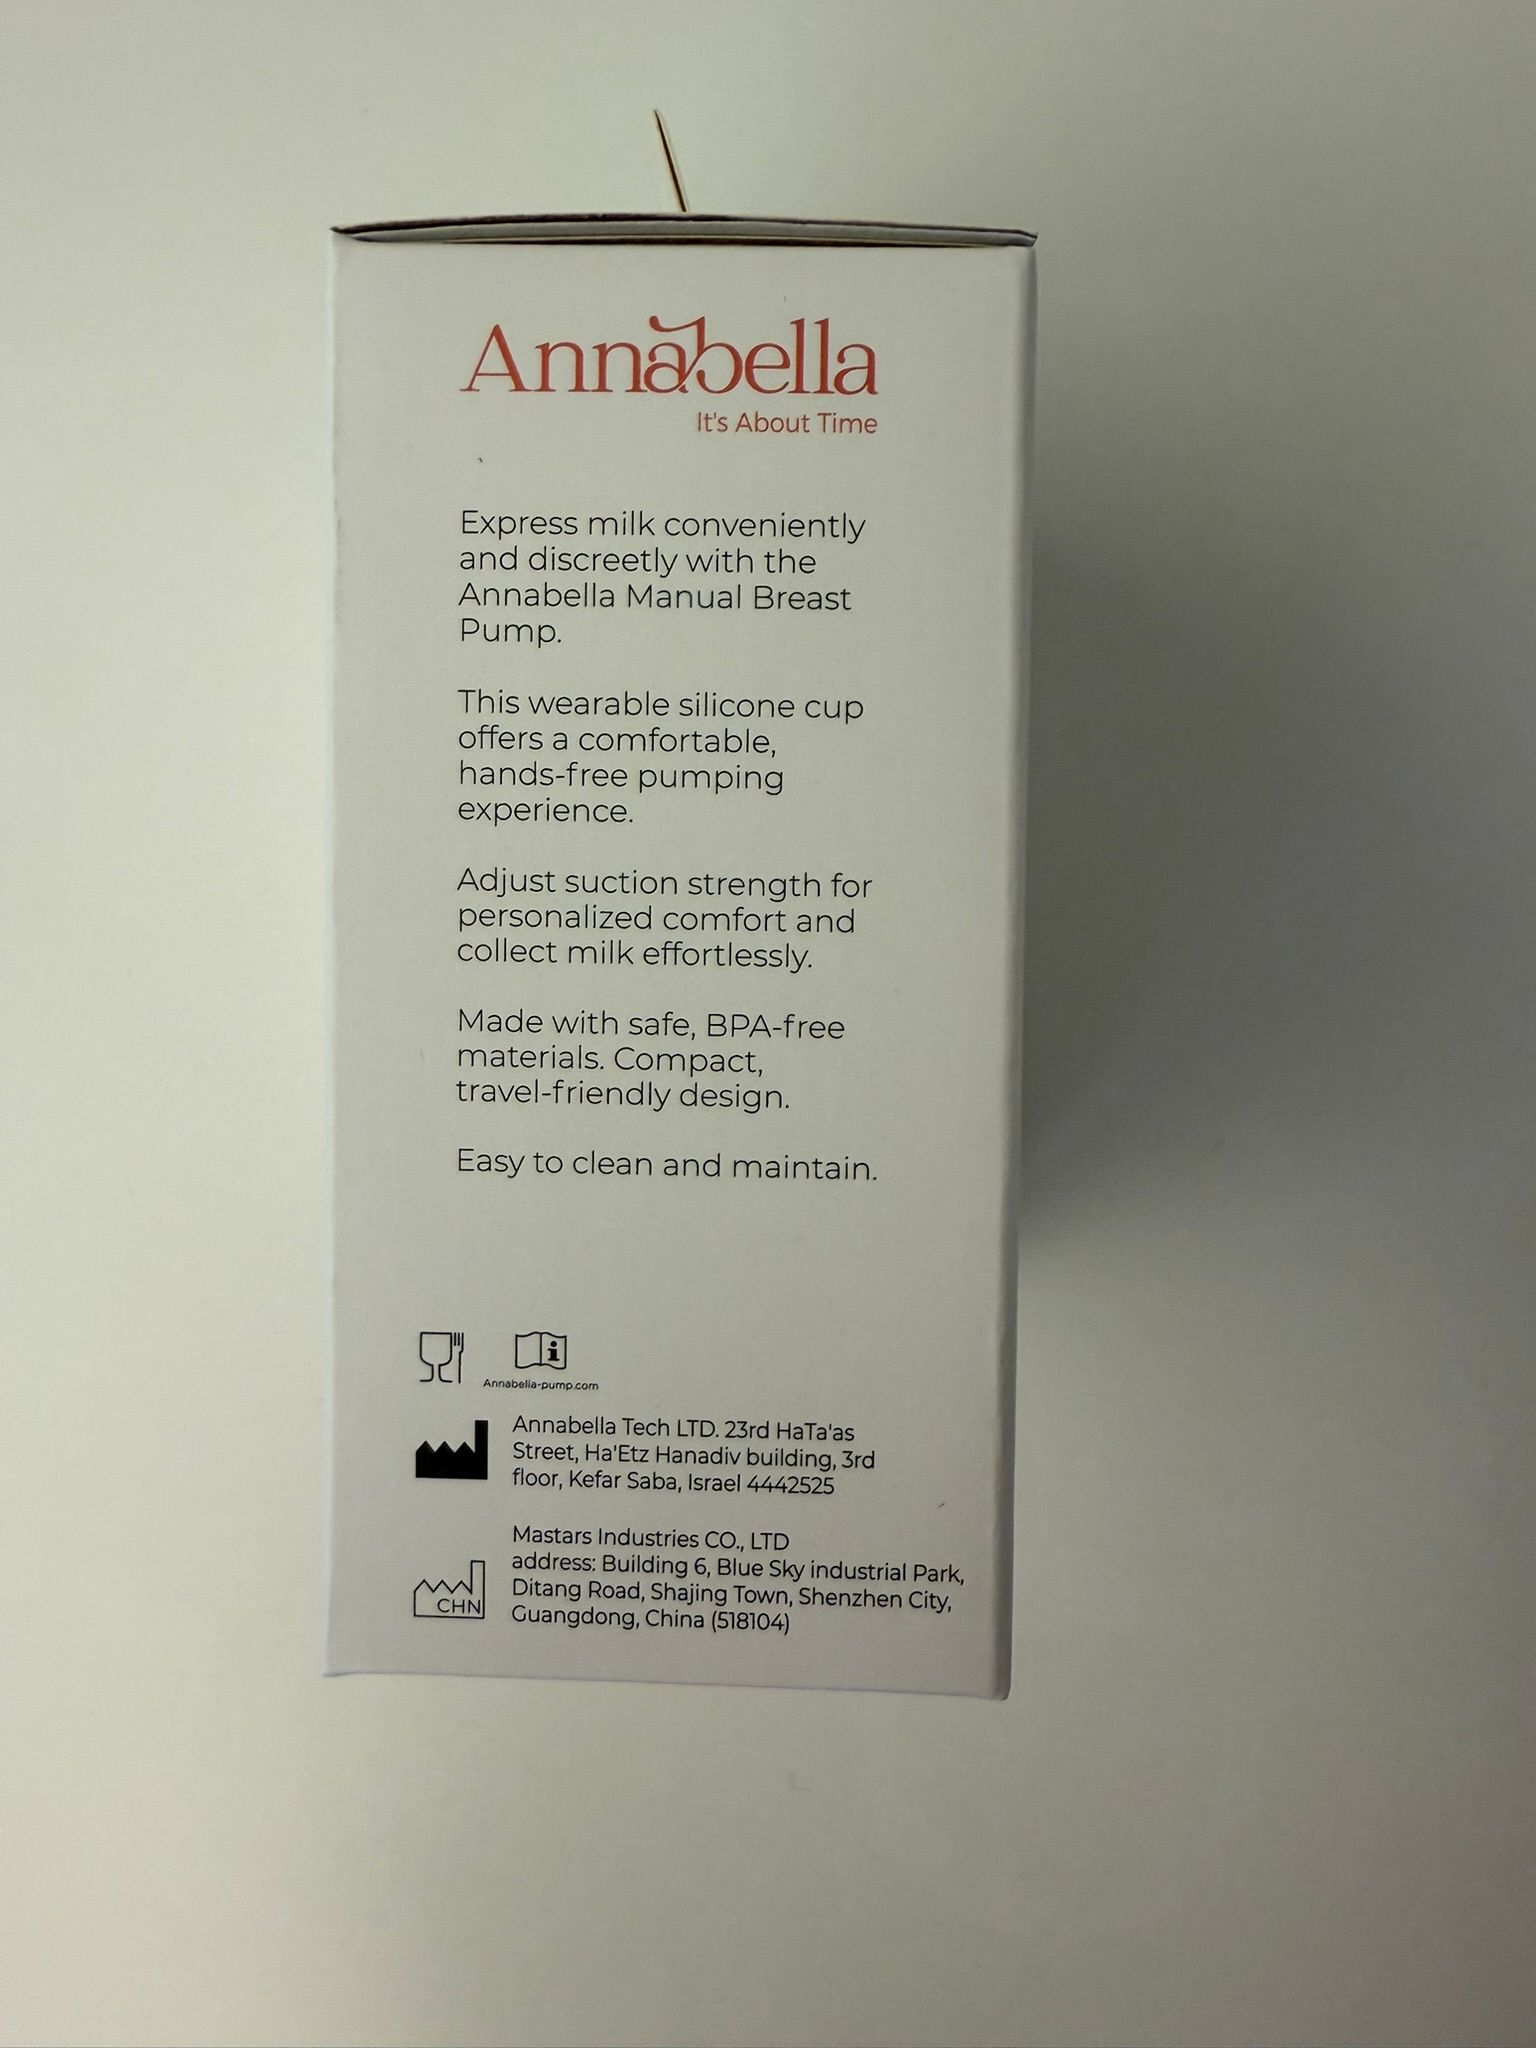 Annabella
It's About Time
Express milk conveniently
and discreetly with the
Annabella Manual Breast
Pump.
This wearable silicone cup
offers a comfortable,
hands-free pumping
experience.
Adjust suction strength for
personalized comfort and
collect milk effortlessly.
Made with safe, BPA-free
materials. Compact,
travel-friendly design.
Easy to clean and maintain.
i
Annabella-pump.com
Annabella Tech LTD. 23rd HaTa'as
Street, Ha'Etz Hanadiv building, 3rd
floor, Kefar Saba, Israel 4442525
Mastars Industries CO., LTD
address: Building 6, Blue Sky industrial Park,
Ditang Road, Shajing Town, Shenzhen City,
Guangdong, China (518104)
CHN